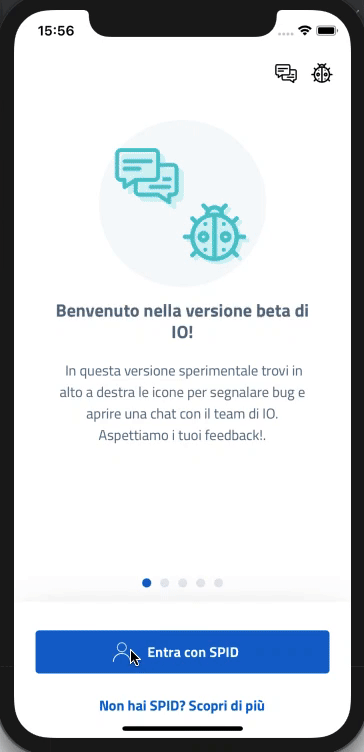 15:56
Benvenuto nella versione beta di
IO!
In questa versione sperimentale trovi in
alto a destra le icone per segnalare bug e
aprire una chat con il team di IO.
Aspettiamo i tuoi feedback!.
Entra con SPID
Non hai SPID? Scopri di più